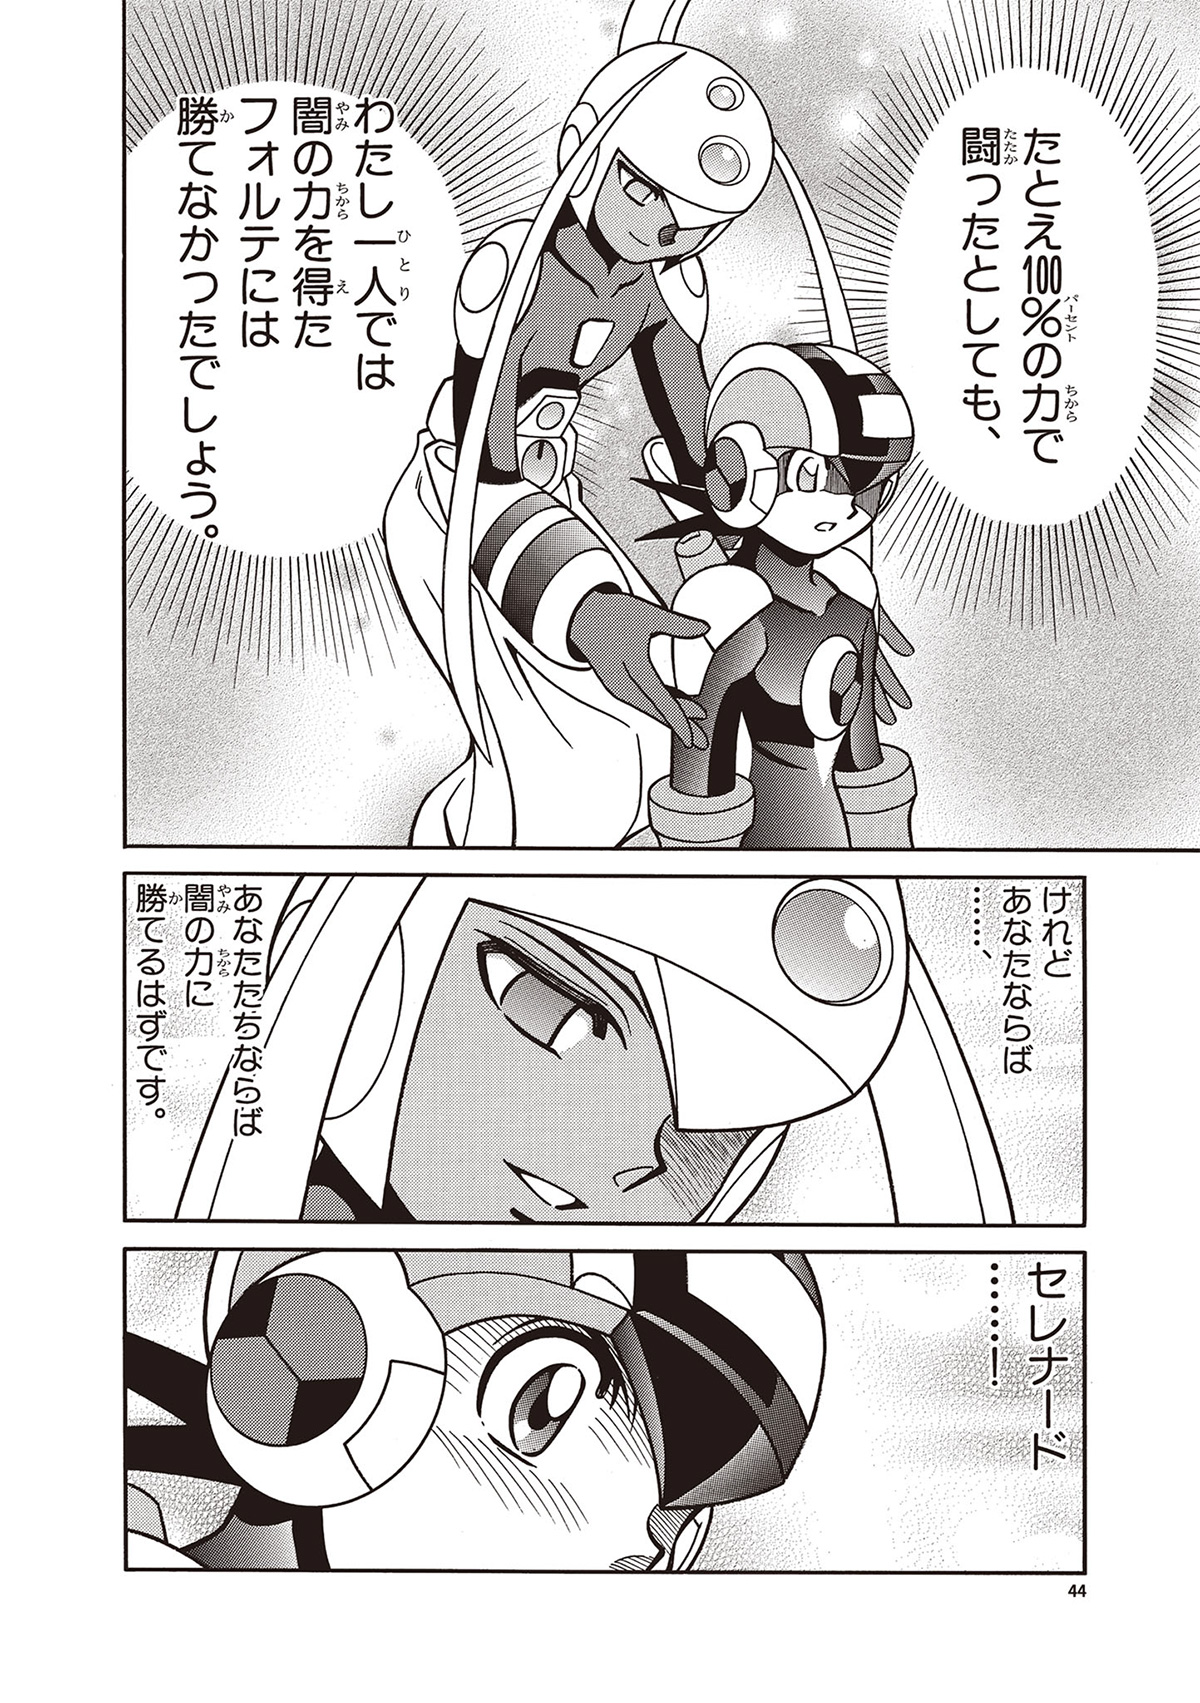 たとえ100%の力で
闘ったとしても、
わたし一人では
闇の力を得た
フォルテには
勝てなかったでしょう。
けれど
あなたならば
……、
あなたたちならば
闇の力に
勝てるはずです。
セレナード
……！
44